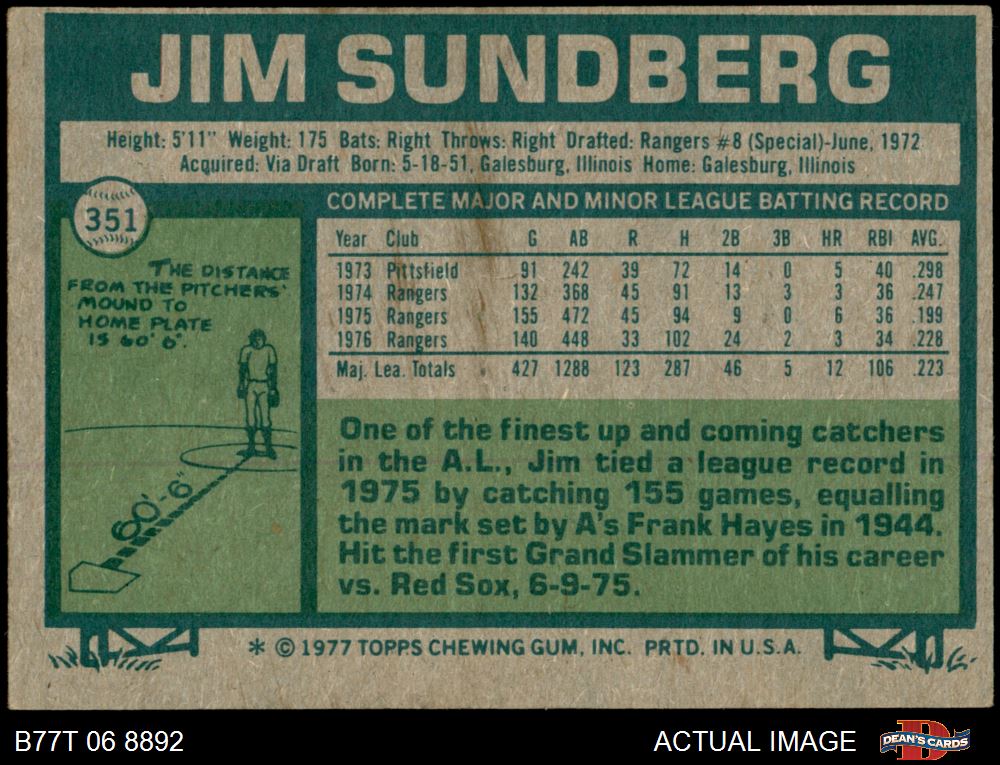 JIM SUNDBERG
Height: 5'11" Weight: 175 Bats: Right Throws: Right Drafted: Rangers #8 (Special)-June, 1972
Acquired: Via Draft Born: 5-18-51, Galesburg, Illinois Home: Galesburg, Illinois
351
THE DISTANCE
FROM THE PITCHERS'
MOUND TO
HOME PLATE
IS 60' 6".
60'-6"
COMPLETE MAJOR AND MINOR LEAGUE BATTING RECORD
Year Club G AB R H 2B 3B HR RBI AVG.
1973 Pittsfield 91 242 39 72 14 0 5 40 .298
1974 Rangers 132 368 45 91 13 3 3 36 .247
1975 Rangers 155 472 45 94 9 0 6 36 .199
1976 Rangers 140 448 33 102 24 2 3 34 .228
Maj. Lea. Totals 427 1288 123 287 46 5 12 106 .223
One of the finest up and coming catchers
in the A.L., Jim tied a league record in
1975 by catching 155 games, equalling
the mark set by A's Frank Hayes in 1944.
Hit the first Grand Slammer of his career
vs. Red Sox, 6-9-75.
* © 1977 TOPPS CHEWING GUM, INC. PRTD. IN U.S.A.
B77T 06 8892
ACTUAL IMAGE
D
DEAN'S CARDS